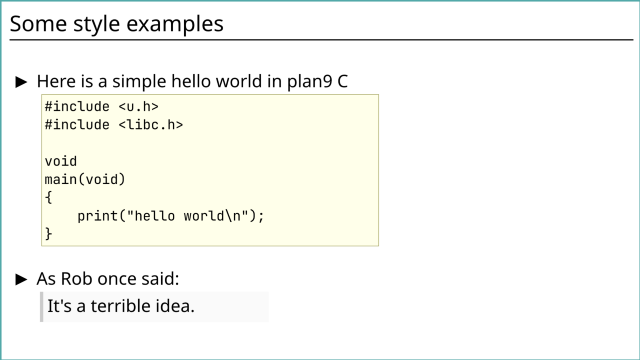 Some style examples
▶ Here is a simple hello world in plan9 C
#include <u.h>
#include <libc.h>

void
main(void)
{
    print("hello world\n");
}
▶ As Rob once said:
It's a terrible idea.